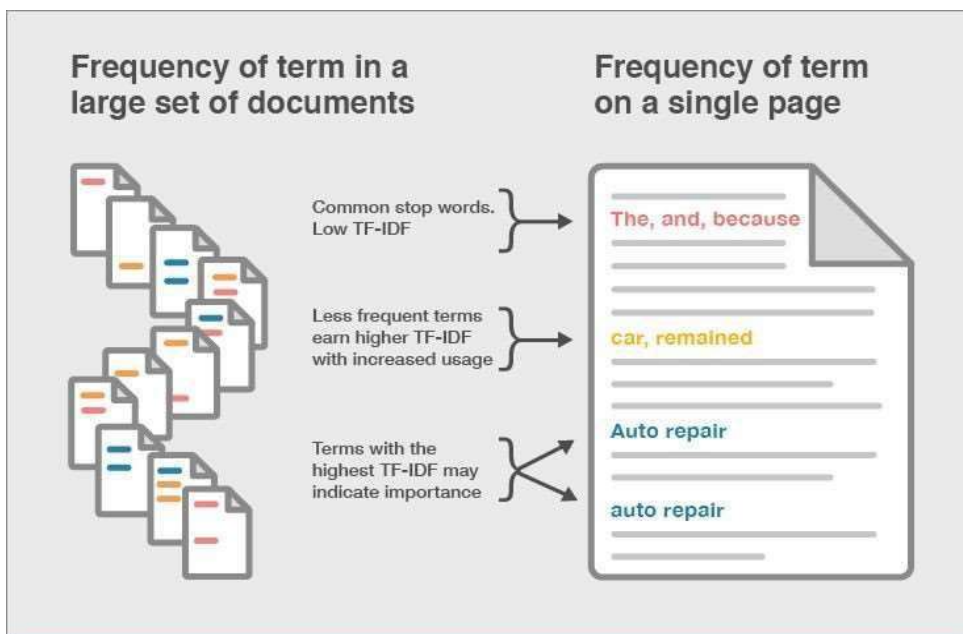 Frequency of term in a
large set of documents
Frequency of term
on a single page
Common stop words.
Low TF-IDF
The, and, because
Less frequent terms
earn higher TF-IDF
with increased usage
car, remained
Terms with the
highest TF-IDF may
indicate importance
Auto repair
auto repair